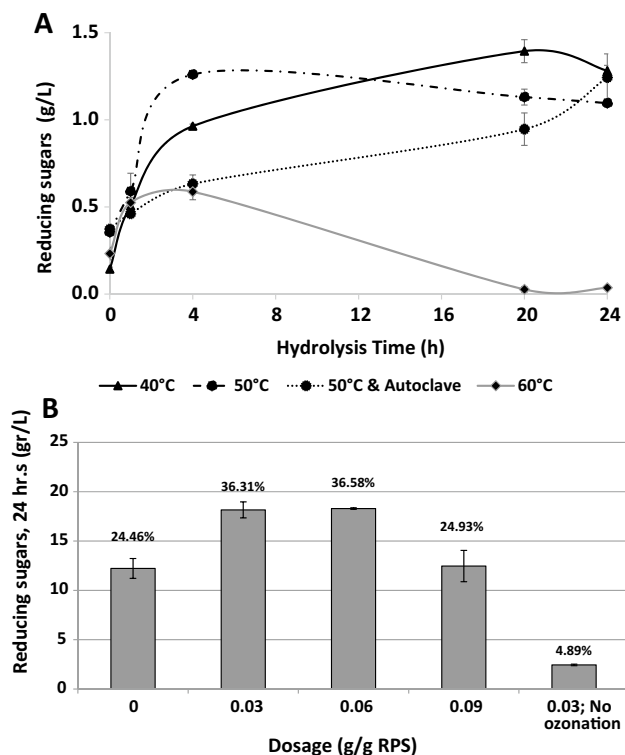 A
Reducing sugars (g/L)
1.5
1.0
0.5
0.0
0 4 8 12 16 20 24
Hydrolysis Time (h)
40°C 50°C 50°C & Autoclave 60°C
B
Reducing sugars, 24 hr.s (gr/L)
25
20
15
10
5
0
24.46%
36.31%
36.58%
24.93%
4.89%
0 0.03 0.06 0.09 0.03; No
ozonation
Dosage (g/g RPS)